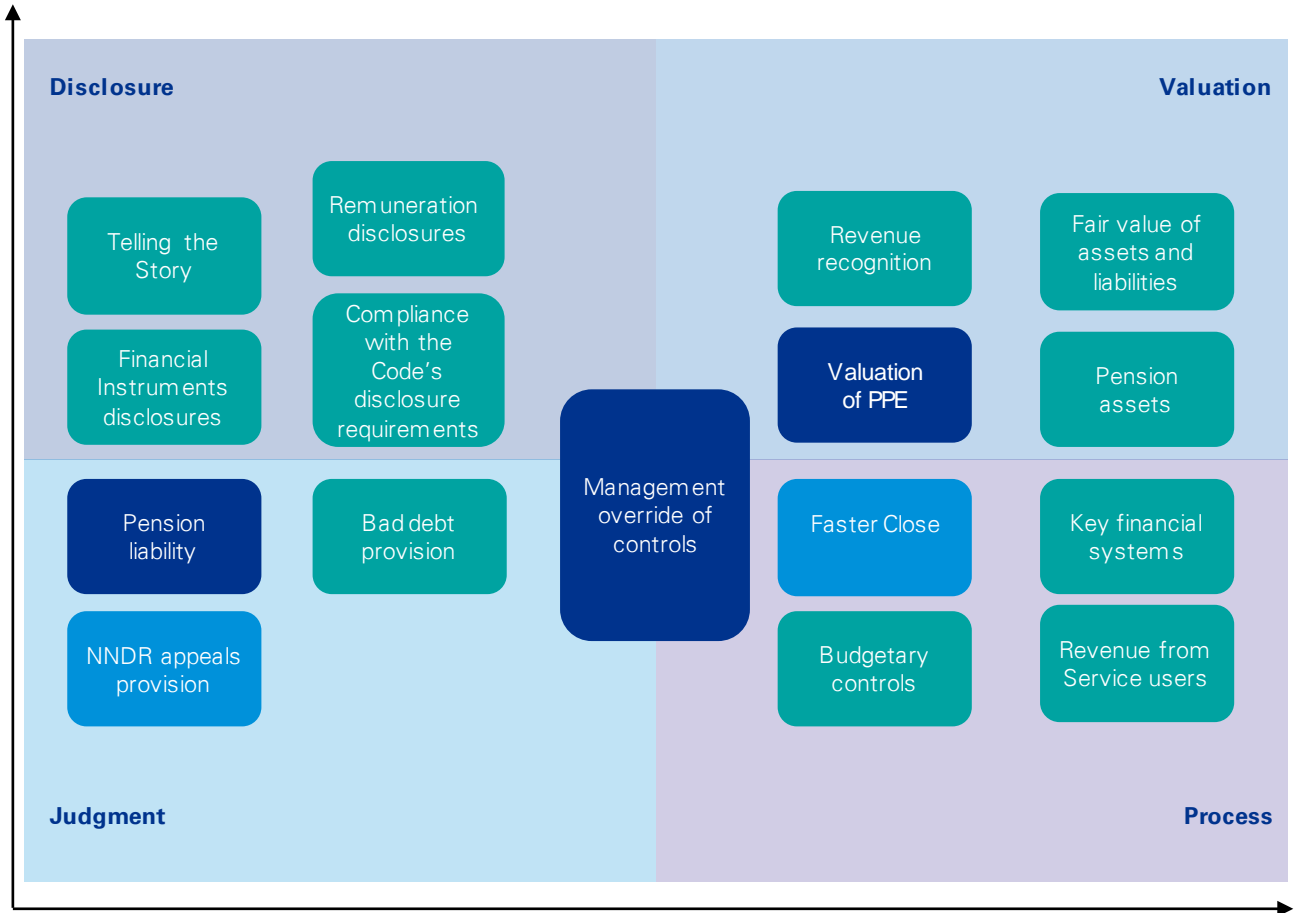 Disclosure
Valuation
Telling the
Story
Remuneration
disclosures
Financial
Instruments
disclosures
Compliance
with the
Code's
disclosure
requirements
Revenue
recognition
Fair value of
assets and
liabilities
Valuation
of PPE
Pension
assets
Management
override of
controls
Pension
liability
Bad debt
provision
NNDR appeals
provision
Faster Close
Key financial
systems
Budgetary
controls
Revenue from
Service users
Judgment
Process